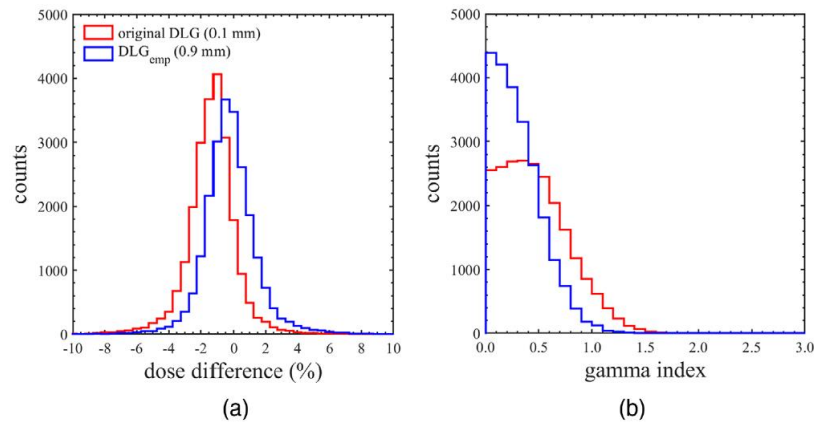 original DLG (0.1 mm)
DLGemp (0.9 mm)
counts
5000
4000
3000
2000
1000
0
-10 -8 -6 -4 -2 0 2 4 6 8 10
dose difference (%)
(a)
counts
5000
4000
3000
2000
1000
0
0.0 0.5 1.0 1.5 2.0 2.5 3.0
gamma index
(b)